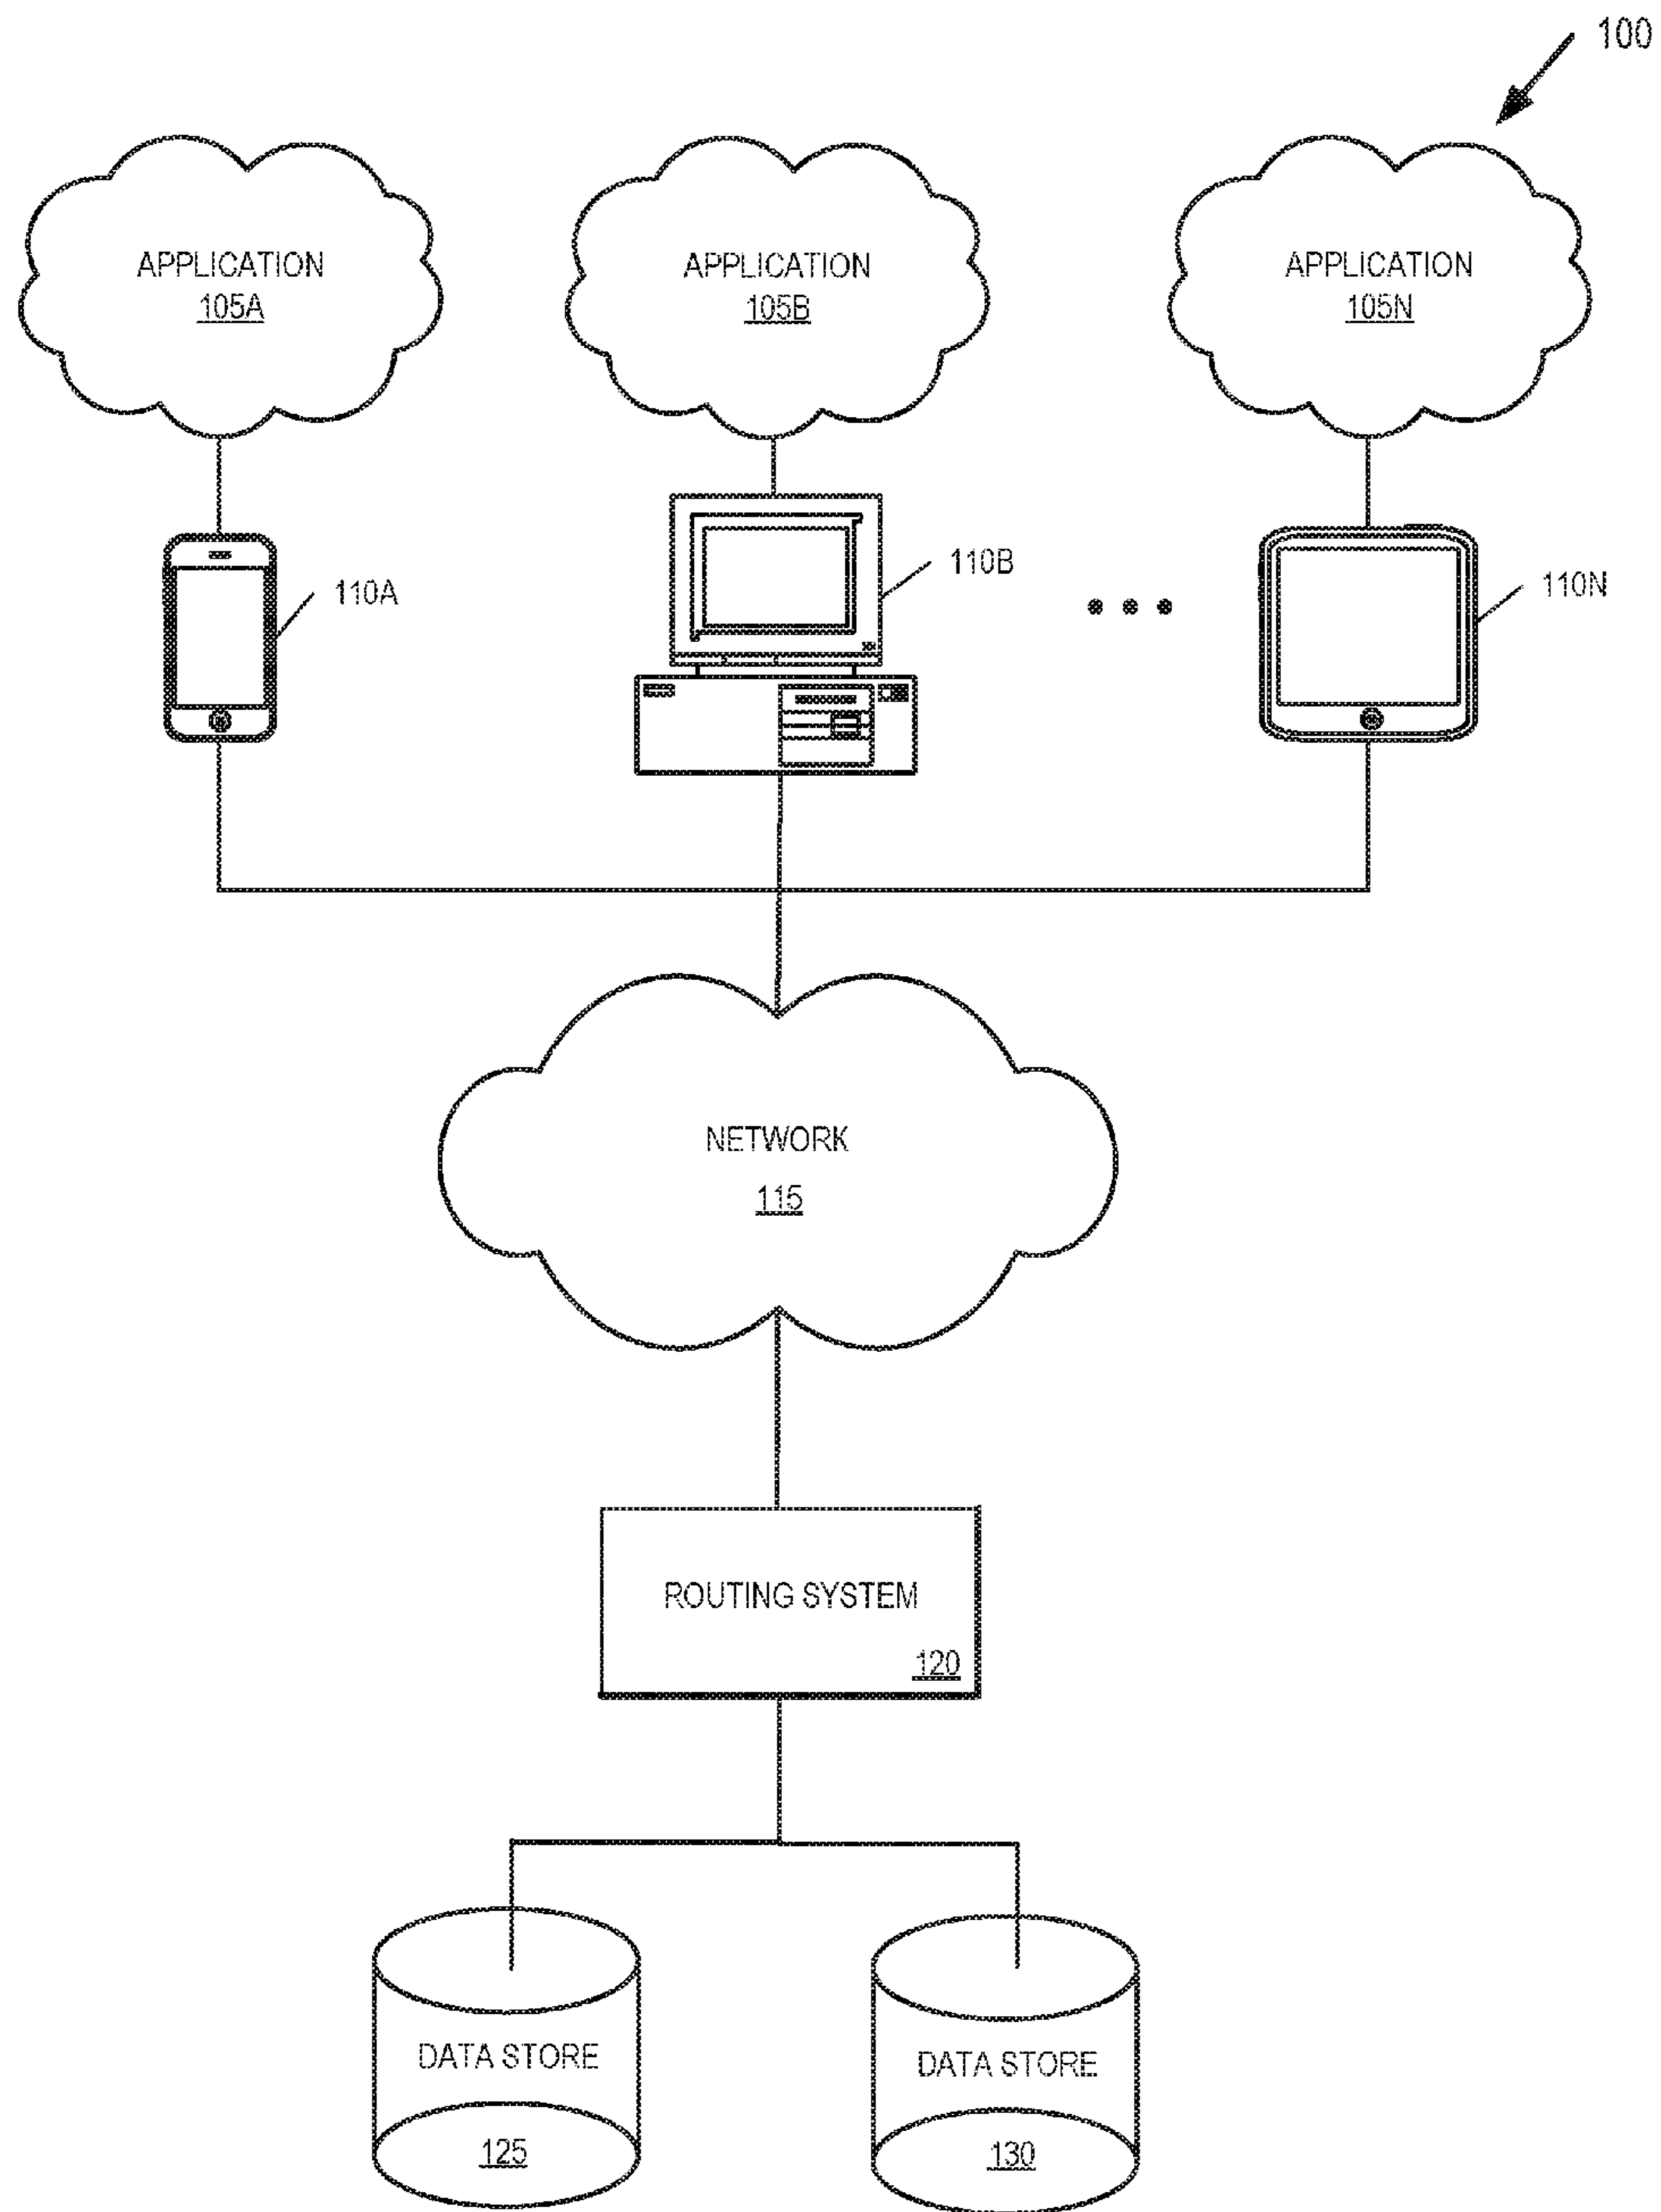 100
APPLICATION
105A
APPLICATION
105B
APPLICATION
105N
110A
110B
110N
NETWORK
115
ROUTING SYSTEM
120
DATA STORE
125
DATA STORE
130